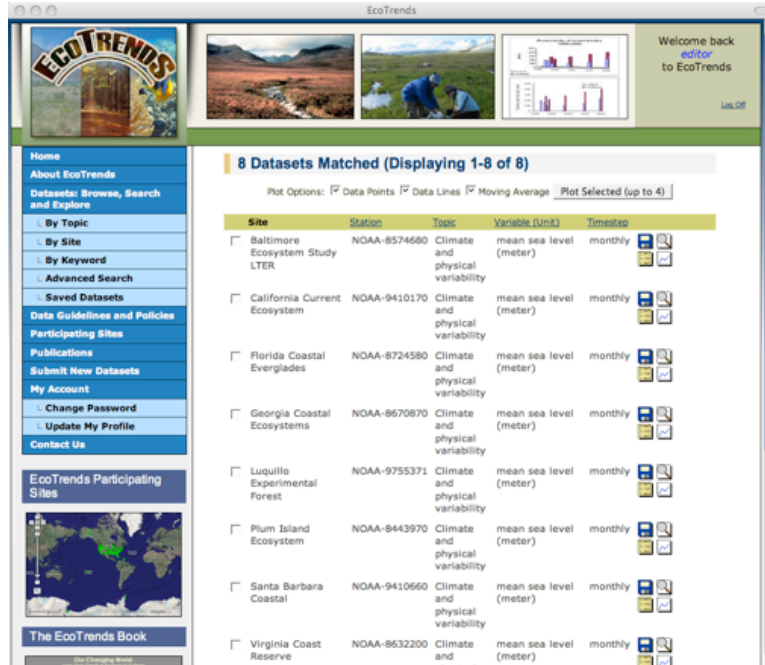 EcoTrends
ECOTRENDS
Welcome back
editor
to EcoTrends
Log Off
Home
About EcoTrends
Datasets: Browse, Search
and Explore
By Topic
By Site
By Keyword
Advanced Search
Saved Datasets
Data Guidelines and Policies
Participating Sites
Publications
Submit New Datasets
My Account
Change Password
Update My Profile
Contact Us
EcoTrends Participating
Sites
The EcoTrends Book
Our Changing World
8 Datasets Matched (Displaying 1-8 of 8)
Plot Options: Data Points Data Lines Moving Average Plot Selected (up to 4)
Site Station Topic Variable (Unit) Timestep
Baltimore NOAA-8574680 Climate mean sea level monthly
Ecosystem Study and (meter)
LTER physical
variability
California Current NOAA-9410170 Climate mean sea level monthly
Ecosystem and (meter)
physical
variability
Florida Coastal NOAA-8724580 Climate mean sea level monthly
Everglades and (meter)
physical
variability
Georgia Coastal NOAA-8670870 Climate mean sea level monthly
Ecosystems and (meter)
physical
variability
Luquillo NOAA-9755371 Climate mean sea level monthly
Experimental and (meter)
Forest physical
variability
Plum Island NOAA-8443970 Climate mean sea level monthly
Ecosystem and (meter)
physical
variability
Santa Barbara NOAA-9410660 Climate mean sea level monthly
Coastal and (meter)
physical
variability
Virginia Coast NOAA-8632200 Climate mean sea level monthly
Reserve and (meter)